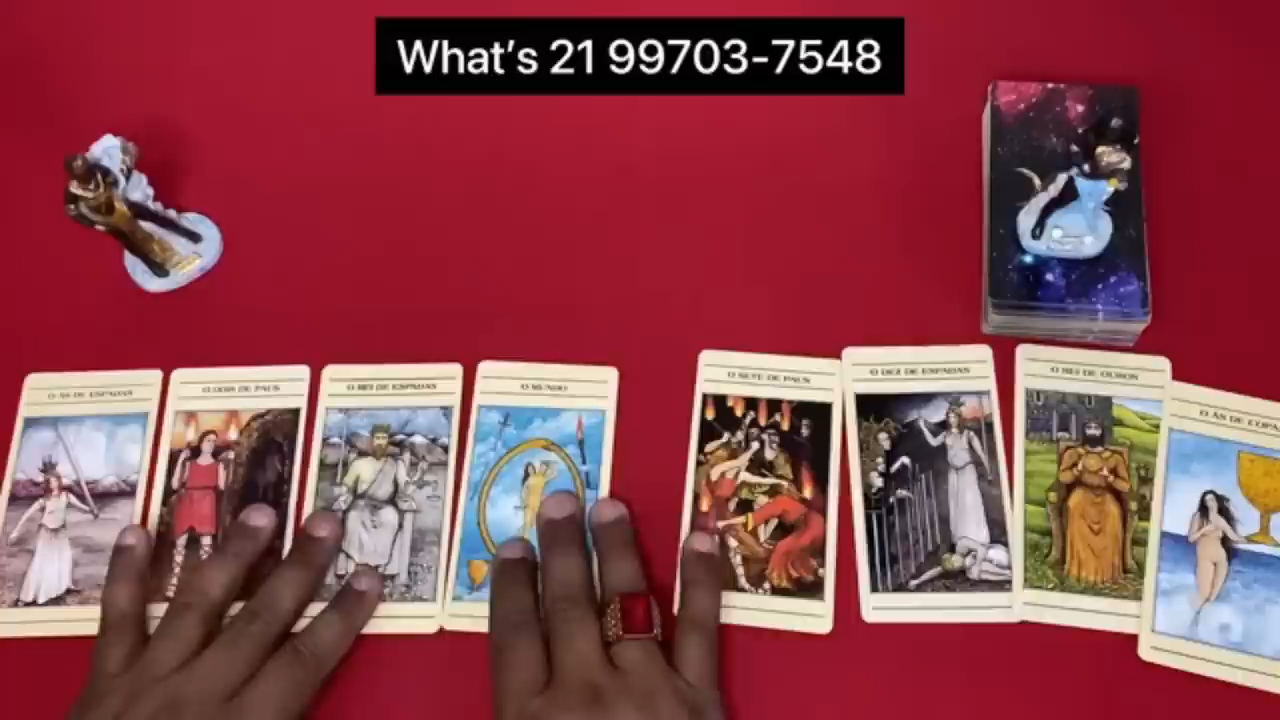 What's 21 99703-7548
O ÁS DE ESPADAS
O DOIS DE PAUS
O REI DE ESPADAS
O MUNDO
O SETE DE PAUS
O DEZ DE ESPADAS
O REI DE OUROS
O ÁS DE COPA